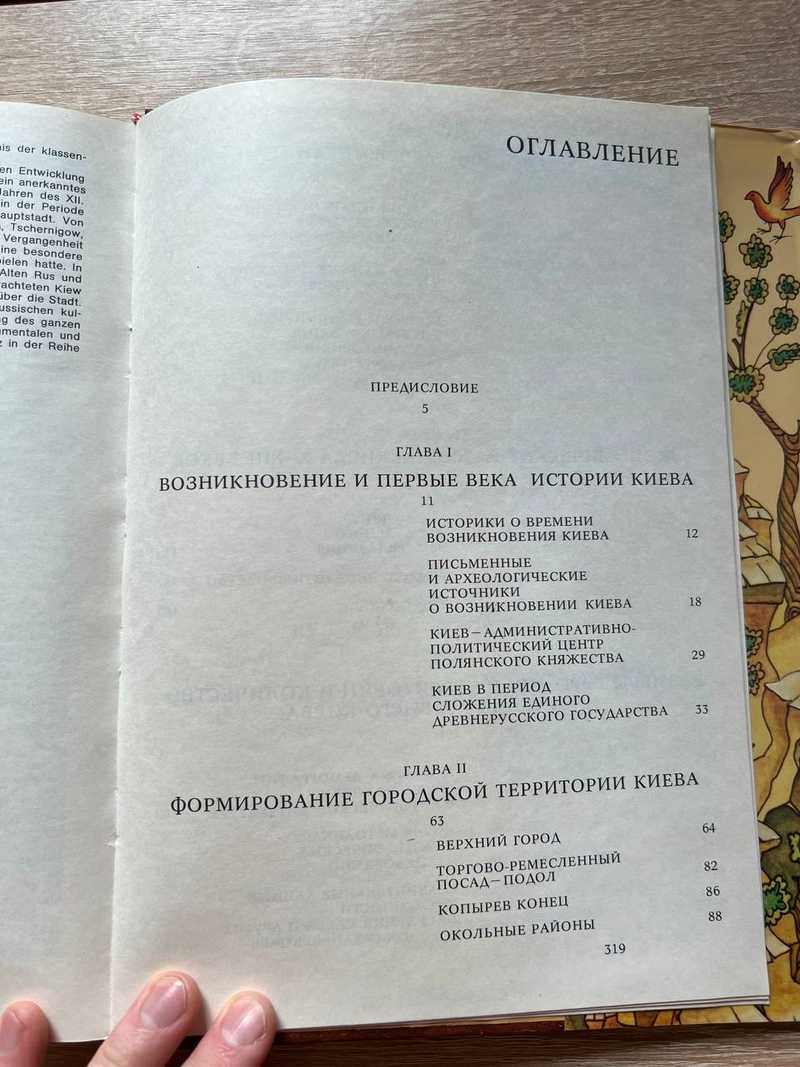 is der klassen-
en Entwicklung
ein anerkanntes
Jahren des XII.
in der Periode
auptstadt. Von
Tschernigow,
Vergangenheit
ine besondere
pielen hatte. In
Alten Rus und
rachteten Kiew
über die Stadt.
ussischen kul-
ng des ganzen
umentalen und
z in der Reihe
ОГЛАВЛЕНИЕ
ПРЕДИСЛОВИЕ
5
ГЛАВА I
ВОЗНИКНОВЕНИЕ И ПЕРВЫЕ ВЕКА ИСТОРИИ КИЕВА
11
ИСТОРИКИ О ВРЕМЕНИ
ВОЗНИКНОВЕНИЯ КИЕВА 12
ПИСЬМЕННЫЕ
И АРХЕОЛОГИЧЕСКИЕ
ИСТОЧНИКИ
О ВОЗНИКНОВЕНИИ КИЕВА 18
КИЕВ—АДМИНИСТРАТИВНО-
ПОЛИТИЧЕСКИЙ ЦЕНТР
ПОЛЯНСКОГО КНЯЖЕСТВА 29
КИЕВ В ПЕРИОД
СЛОЖЕНИЯ ЕДИНОГО
ДРЕВНЕРУССКОГО ГОСУДАРСТВА 33
ГЛАВА II
ФОРМИРОВАНИЕ ГОРОДСКОЙ ТЕРРИТОРИИ КИЕВА
63
ВЕРХНИЙ ГОРОД 64
ТОРГОВО-РЕМЕСЛЕННЫЙ
ПОСАД—ПОДОЛ 82
КОПЫРЕВ КОНЕЦ 86
ОКОЛЬНЫЕ РАЙОНЫ 88
319